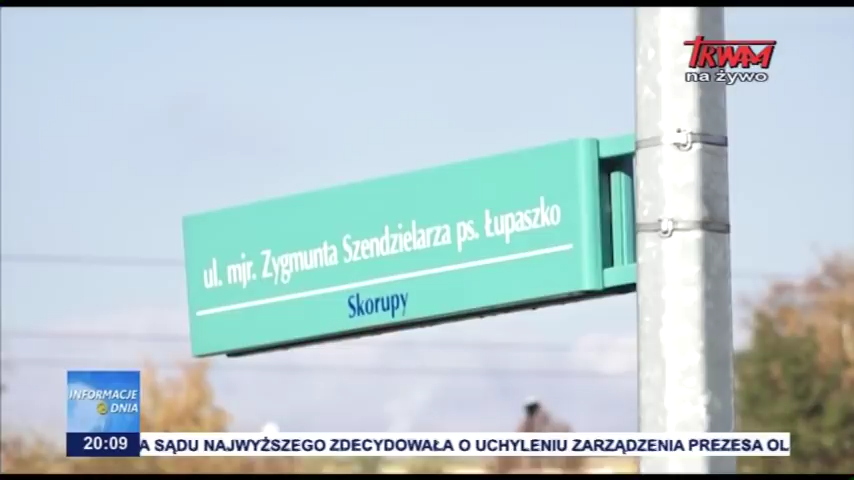 TRWAM
na żywo
ul. mjr. Zygmunta Szendzielarza ps. Łupaszko
Skorupy
INFORMACJE
DNIA
20:09
A SĄDU NAJWYŻSZEGO ZDECYDOWAŁA O UCHYLENIU ZARZĄDZENIA PREZESA OL